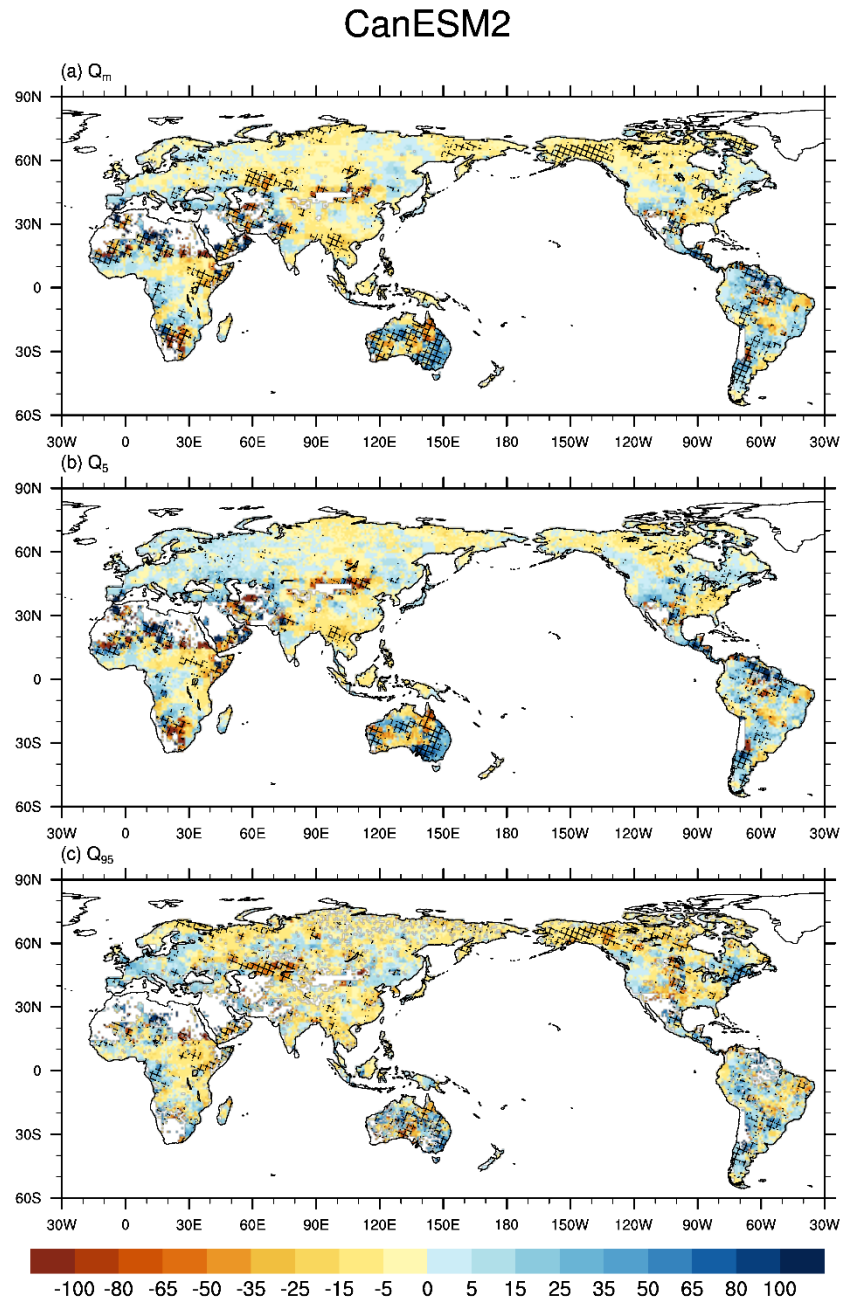 CanESM2
(a) Qm
90N
60N
30N
0
30S
60S
30W 0 30E 60E 90E 120E 150E 180 150W 120W 90W 60W 30W
(b) Q5
90N
60N
30N
0
30S
60S
30W 0 30E 60E 90E 120E 150E 180 150W 120W 90W 60W 30W
(c) Q95
90N
60N
30N
0
30S
60S
30W 0 30E 60E 90E 120E 150E 180 150W 120W 90W 60W 30W
-100 -80 -65 -50 -35 -25 -15 -5 0 5 15 25 35 50 65 80 100